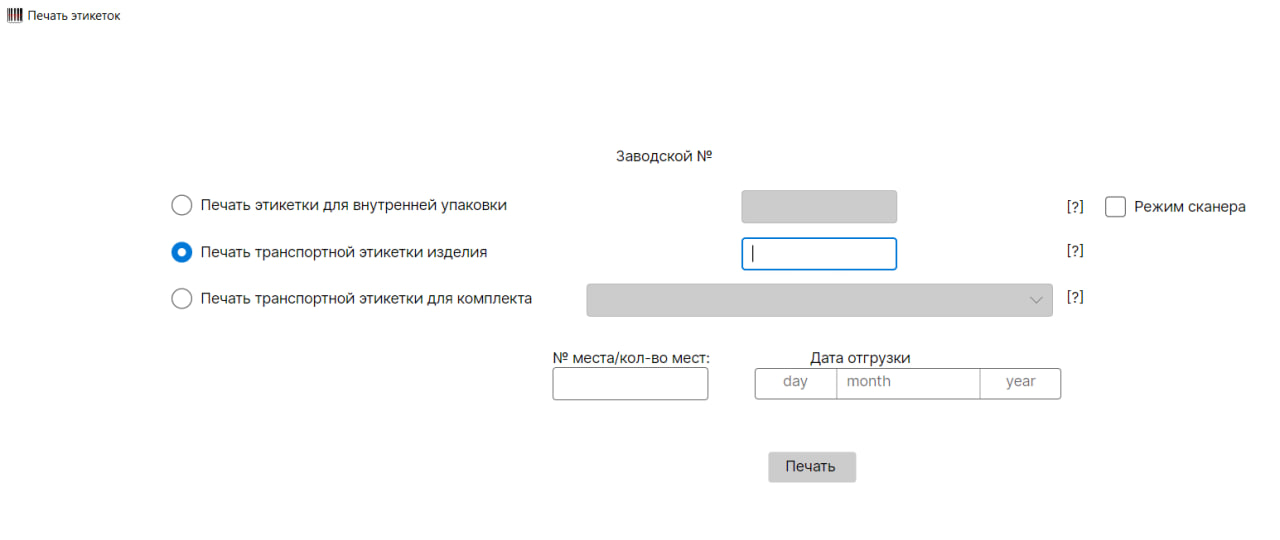 Печать этикеток
Заводской №
Печать этикетки для внутренней упаковки [?] Режим сканера
Печать транспортной этикетки изделия [?]
Печать транспортной этикетки для комплекта [?]
№ места/кол-во мест: Дата отгрузки
day month year
Печать